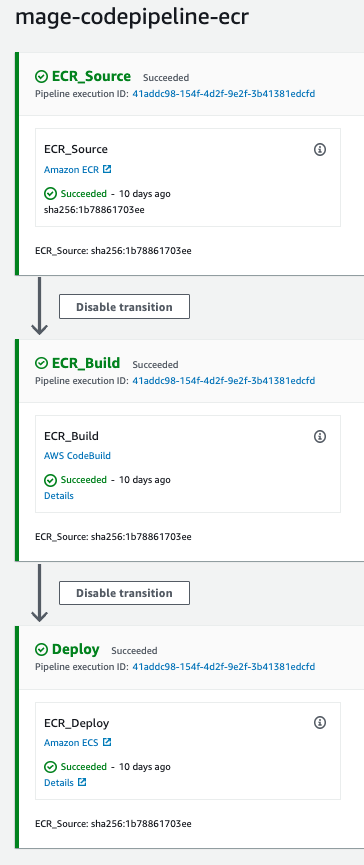 mage-codepipeline-ecr
ECR_Source Succeeded
Pipeline execution ID: 41addc98-154f-4d2f-9e2f-3b41381edcfd
ECR_Source
Amazon ECR
Succeeded - 10 days ago
sha256:1b78861703ee
ECR_Source: sha256:1b78861703ee
Disable transition
ECR_Build Succeeded
Pipeline execution ID: 41addc98-154f-4d2f-9e2f-3b41381edcfd
ECR_Build
AWS CodeBuild
Succeeded - 10 days ago
Details
ECR_Source: sha256:1b78861703ee
Disable transition
Deploy Succeeded
Pipeline execution ID: 41addc98-154f-4d2f-9e2f-3b41381edcfd
ECR_Deploy
Amazon ECS
Succeeded - 10 days ago
Details
ECR_Source: sha256:1b78861703ee